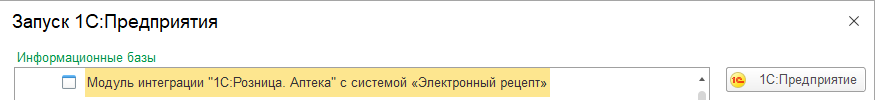 Запуск 1С:Предприятия
Информационные базы
Модуль интеграции "1С:Розница. Аптека" с системой «Электронный рецепт»
1С:Предприятие